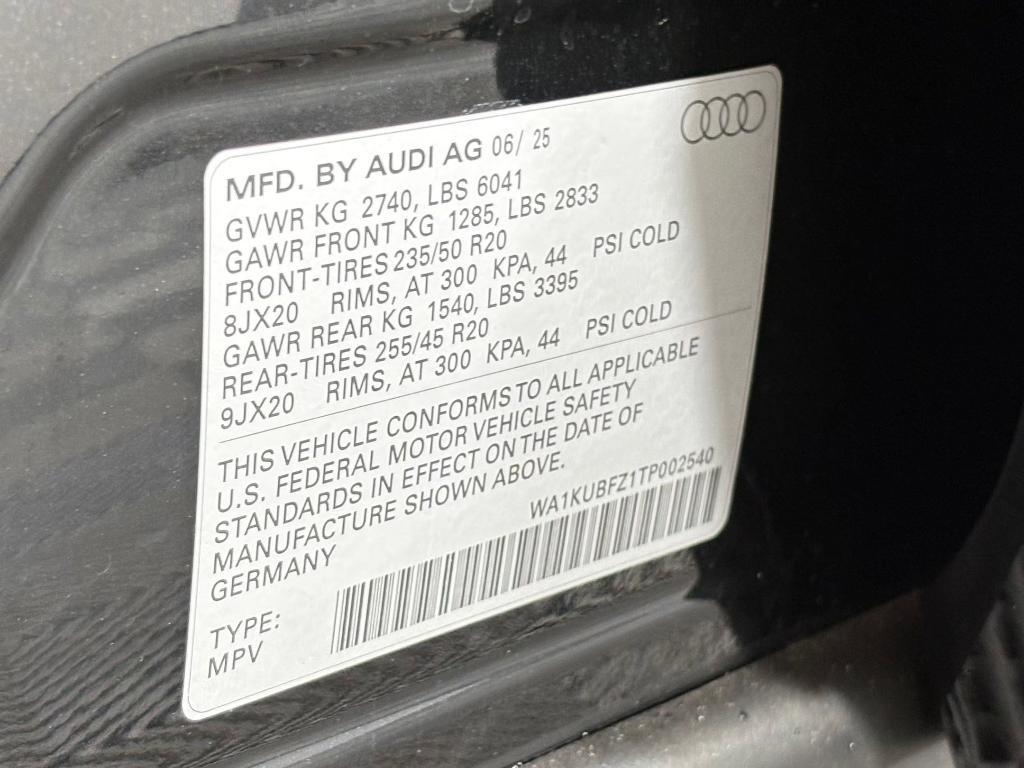 MFD. BY AUDI AG 06/ 25
GVWR KG 2740, LBS 6041
GAWR FRONT KG 1285, LBS 2833
FRONT-TIRES 235/50 R20
8JX20 RIMS, AT 300 KPA, 44 PSI COLD
GAWR REAR KG 1540, LBS 3395
REAR-TIRES 255/45 R20
9JX20 RIMS, AT 300 KPA, 44 PSI COLD
THIS VEHICLE CONFORMS TO ALL APPLICABLE
U.S. FEDERAL MOTOR VEHICLE SAFETY
STANDARDS IN EFFECT ON THE DATE OF
MANUFACTURE SHOWN ABOVE.
GERMANY WA1KUBFZ1TP002540
TYPE:
MPV